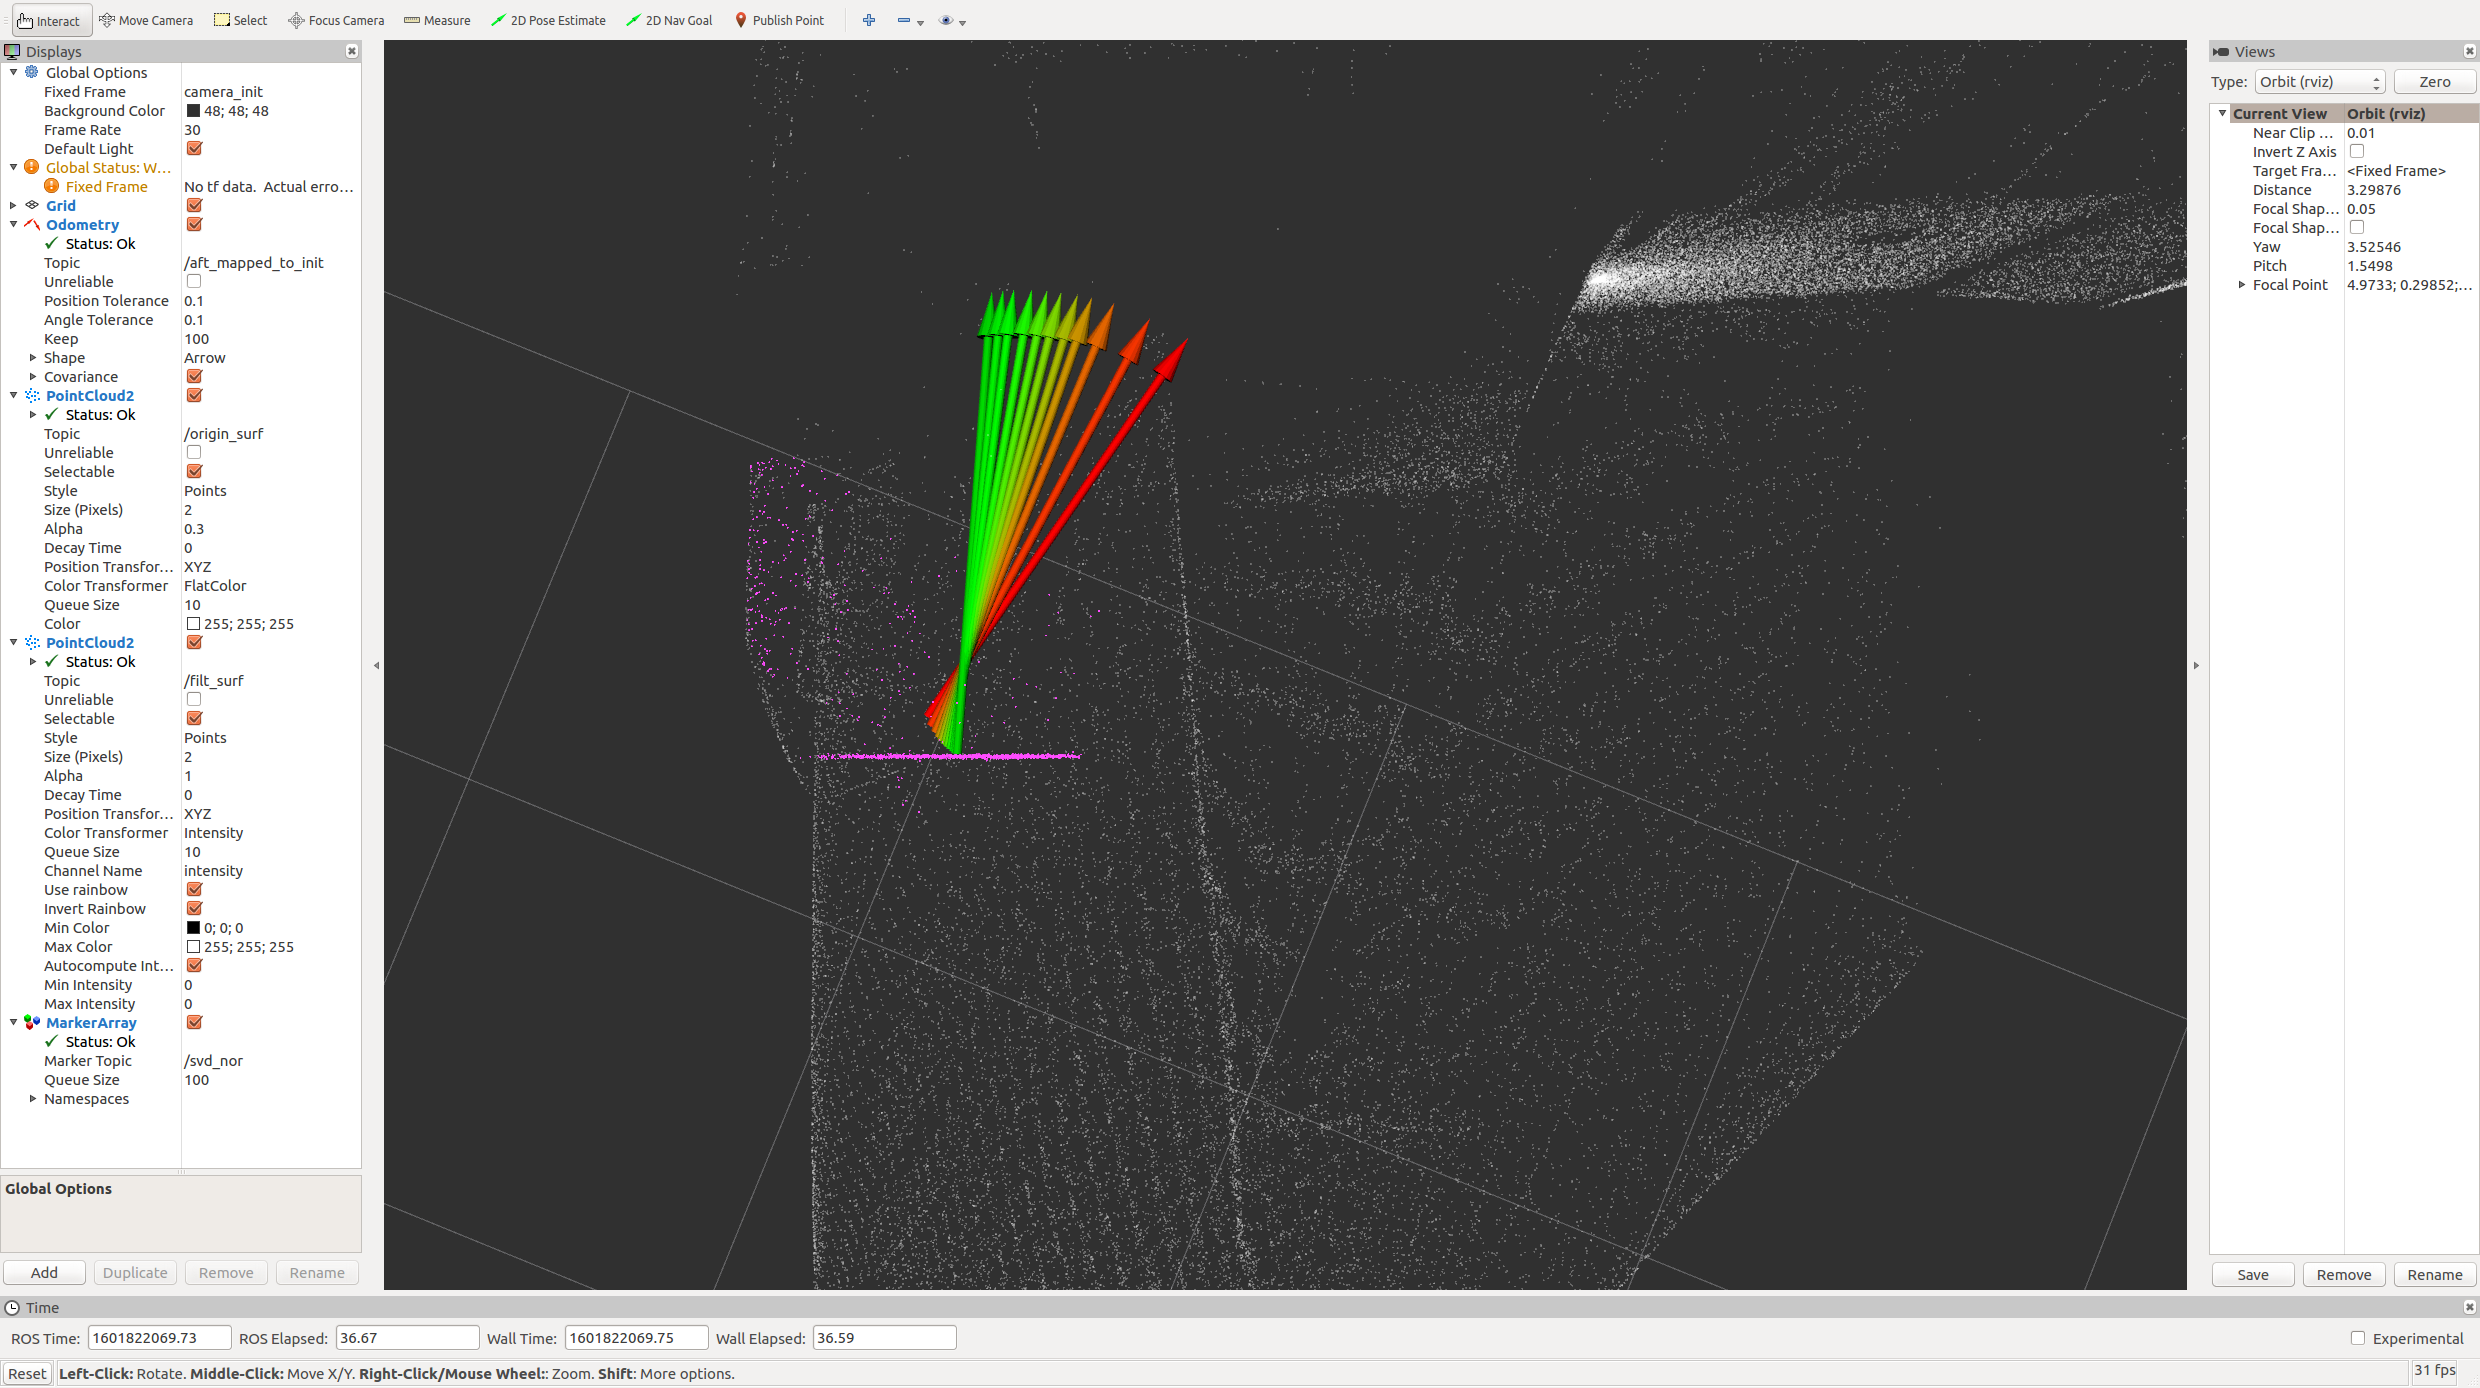 Interact Move Camera Select Focus Camera Measure 2D Pose Estimate 2D Nav Goal Publish Point
Displays
Global Options
Fixed Frame camera_init
Background Color 48; 48; 48
Frame Rate 30
Default Light
Global Status: W...
Fixed Frame No tf data. Actual erro...
Grid
Odometry
Status: Ok
Topic /aft_mapped_to_init
Unreliable
Position Tolerance 0.1
Angle Tolerance 0.1
Keep 100
Shape Arrow
Covariance
PointCloud2
Status: Ok
Topic /origin_surf
Unreliable
Selectable
Style Points
Size (Pixels) 2
Alpha 0.3
Decay Time 0
Position Transfor... XYZ
Color Transformer FlatColor
Queue Size 10
Color 255; 255; 255
PointCloud2
Status: Ok
Topic /filt_surf
Unreliable
Selectable
Style Points
Size (Pixels) 2
Alpha 1
Decay Time 0
Position Transfor... XYZ
Color Transformer Intensity
Queue Size 10
Channel Name intensity
Use rainbow
Invert Rainbow
Min Color 0; 0; 0
Max Color 255; 255; 255
Autocompute Int...
Min Intensity 0
Max Intensity 0
MarkerArray
Status: Ok
Marker Topic /svd_nor
Queue Size 100
Namespaces
Global Options
Add Duplicate Remove Rename
Views
Type: Orbit (rviz) Zero
Current View Orbit (rviz)
Near Clip ... 0.01
Invert Z Axis
Target Fra... <Fixed Frame>
Distance 3.29876
Focal Shap... 0.05
Focal Shap...
Yaw 3.52546
Pitch 1.5498
Focal Point 4.9733; 0.29852;...
Save Remove Rename
Time
ROS Time: 1601822069.73 ROS Elapsed: 36.67 Wall Time: 1601822069.75 Wall Elapsed: 36.59 Experimental
Reset Left-Click: Rotate. Middle-Click: Move X/Y. Right-Click/Mouse Wheel:: Zoom. Shift: More options. 31 fps